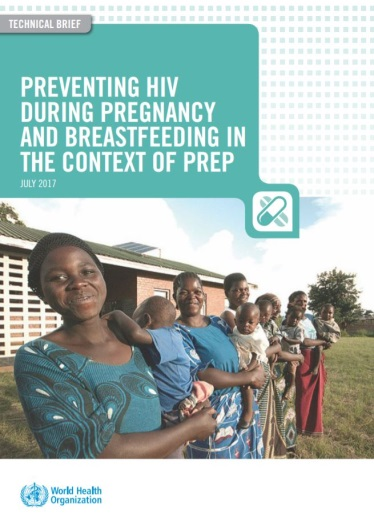 TECHNICAL BRIEF
PREVENTING HIV
DURING PREGNANCY
AND BREASTFEEDING IN
THE CONTEXT OF PREP
JULY 2017
World Health
Organization